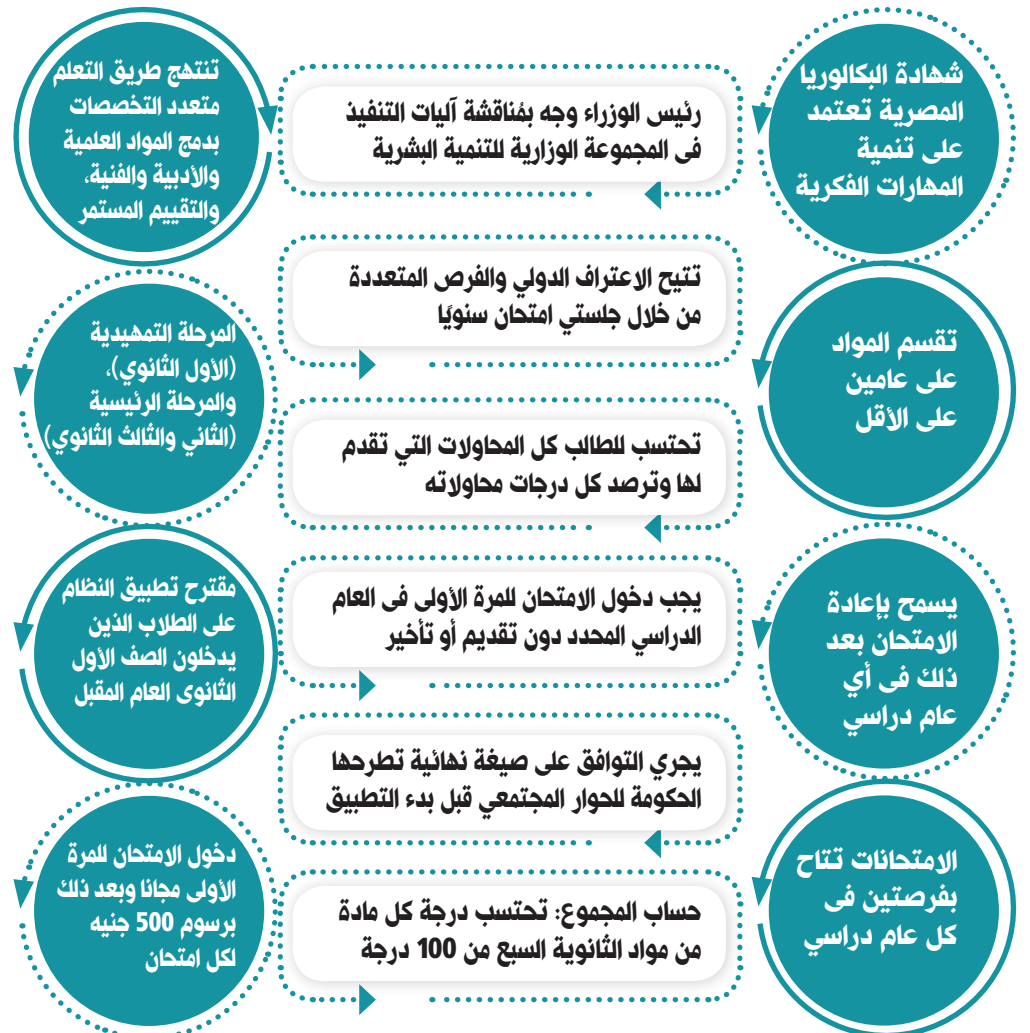 شهادة البكالوريا
المصرية تعتمد
على تنمية
المهارات الفكرية
رئيس الوزراء وجه بمُناقشة آليات التنفيذ
فى المجموعة الوزارية للتنمية البشرية
تنتهج طريق التعلم
متعدد التخصصات
بدمج المواد العلمية
والأدبية والفنية،
والتقييم المستمر
تقسم المواد
على عامين
على الأقل
تتيح الاعتراف الدولي والفرص المتعددة
من خلال جلستي امتحان سنويًا
المرحلة التمهيدية
(الأول الثانوي)،
والمرحلة الرئيسية
(الثاني والثالث الثانوي)
تحتسب للطالب كل المحاولات التي تقدم
لها وترصد كل درجات محاولاته
يسمح بإعادة
الامتحان بعد
ذلك فى أي
عام دراسي
يجب دخول الامتحان للمرة الأولى فى العام
الدراسي المحدد دون تقديم أو تأخير
مقترح تطبيق النظام
على الطلاب الذين
يدخلون الصف الأول
الثانوى العام المقبل
يجري التوافق على صيغة نهائية تطرحها
الحكومة للحوار المجتمعي قبل بدء التطبيق
الامتحانات تتاح
بفرصتين فى
كل عام دراسي
حساب المجموع: تحتسب درجة كل مادة
من مواد الثانوية السبع من 100 درجة
دخول الامتحان للمرة
الأولى مجانا وبعد ذلك
برسوم 500 جنيه
لكل امتحان